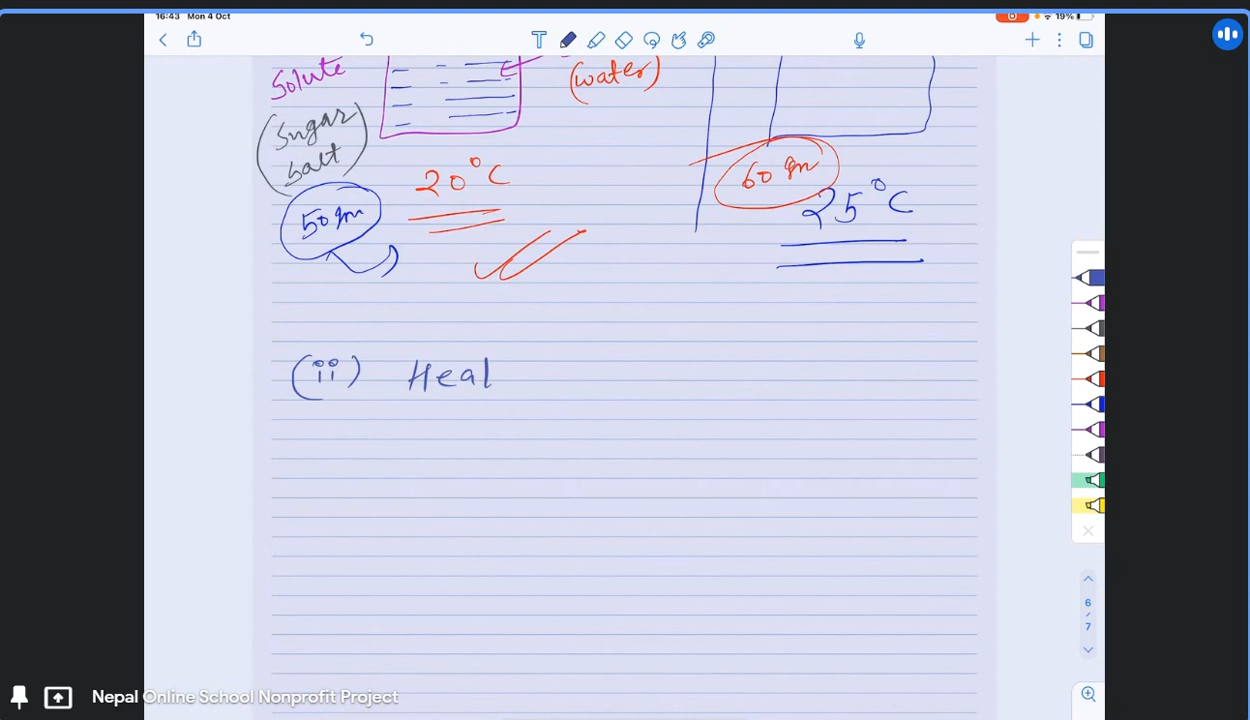 16:43 Mon 4 Oct
19%
T
Solute
(water)
(Sugar
Salt)
20°C
60 gm
50 gm
25°C
(ii) Heal
6
/
7
Nepal Online School Nonprofit Project